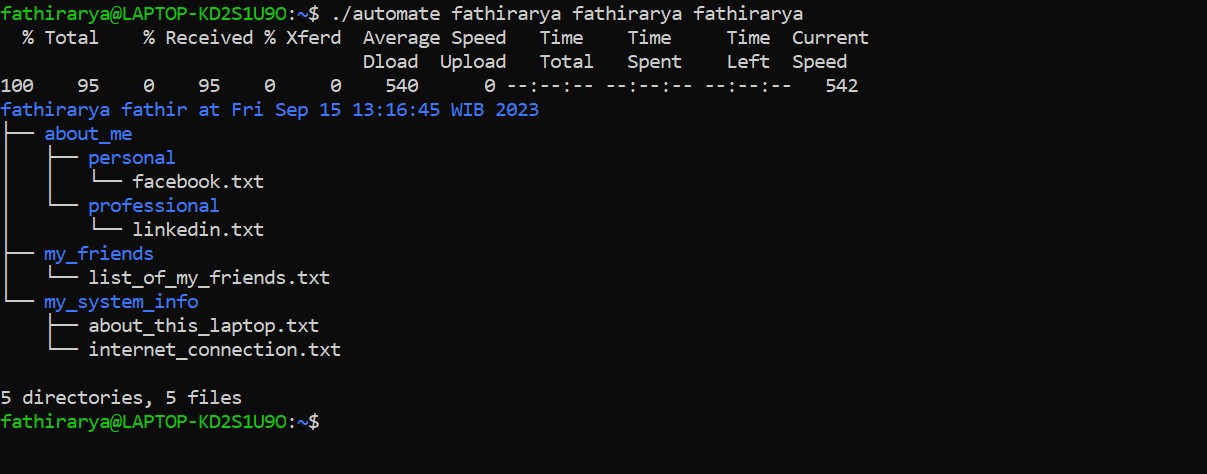 fathirarya@LAPTOP-KD2S1U9O:~$ ./automate fathirarya fathirarya fathirarya
  % Total    % Received % Xferd  Average Speed   Time    Time     Time  Current
                                 Dload  Upload   Total   Spent    Left  Speed
100    95    0    95    0     0    540      0 --:--:-- --:--:-- --:--:--   542
fathirarya fathir at Fri Sep 15 13:16:45 WIB 2023
├── about_me
│   ├── personal
│   │   └── facebook.txt
│   └── professional
│       └── linkedin.txt
├── my_friends
│   └── list_of_my_friends.txt
└── my_system_info
    ├── about_this_laptop.txt
    └── internet_connection.txt

5 directories, 5 files
fathirarya@LAPTOP-KD2S1U9O:~$